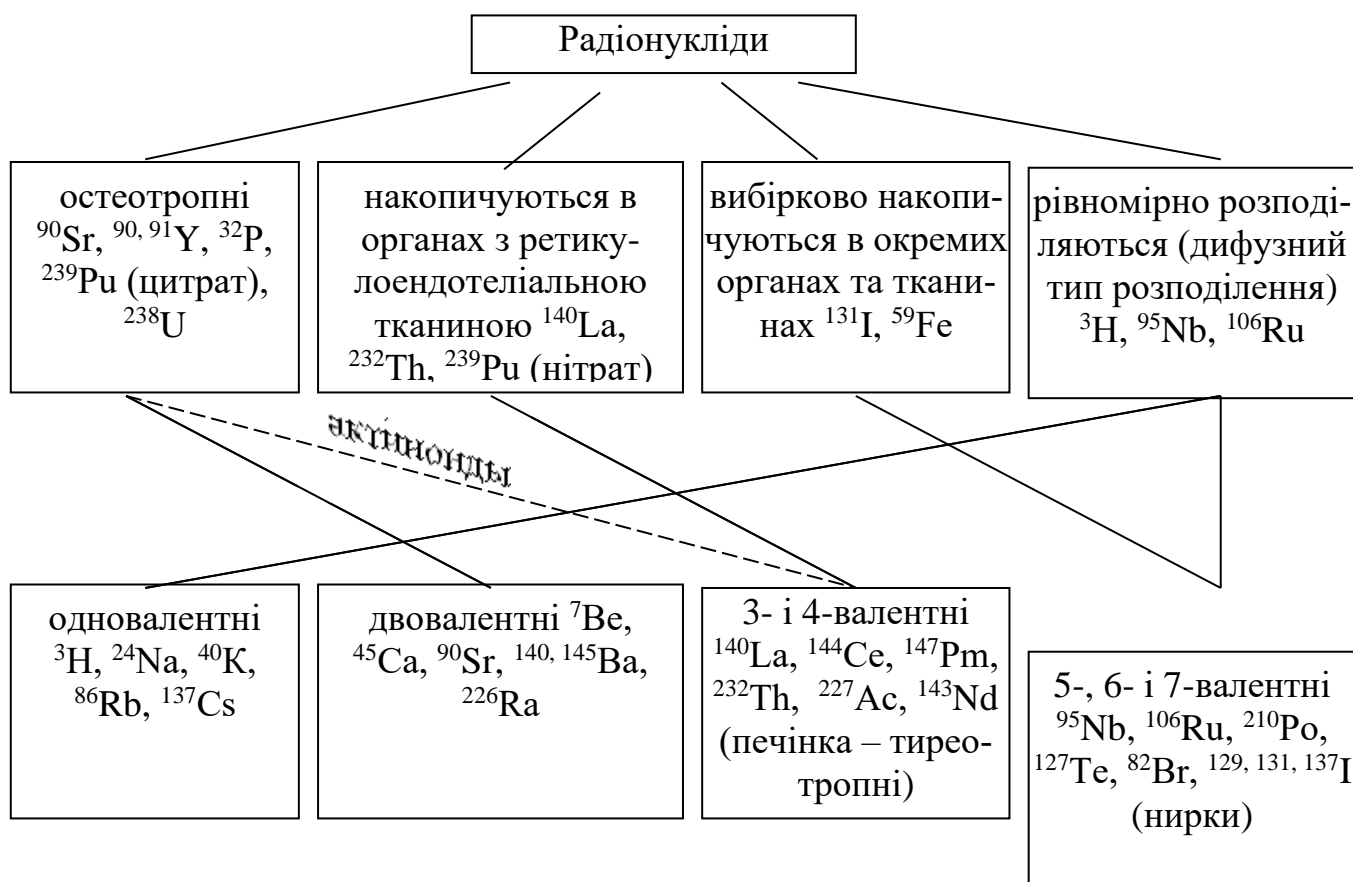 Радіонукліди
остеотропні
⁹⁰Sr, ⁹⁰, ⁹¹Y, ³²P,
²³⁹Pu (цитрат),
²³⁸U
накопичуються в
органах з ретику-
лоендотеліальною
тканиною ¹⁴⁰La,
²³²Th, ²³⁹Pu (нітрат)
вибірково накопи-
чуються в окремих
органах та ткани-
нах ¹³¹I, ⁵⁹Fe
рівномірно розподі-
ляються (дифузний
тип розподілення)
³H, ⁹⁵Nb, ¹⁰⁶Ru
актиноиды
одновалентні
³H, ²⁴Na, ⁴⁰К,
⁸⁶Rb, ¹³⁷Cs
двовалентні ⁷Be,
⁴⁵Ca, ⁹⁰Sr, ¹⁴⁰, ¹⁴⁵Ba,
²²⁶Ra
3- і 4-валентні
¹⁴⁰La, ¹⁴⁴Ce, ¹⁴⁷Pm,
²³²Th, ²²⁷Ac, ¹⁴³Nd
(печінка – тирео-
тропні)
5-, 6- і 7-валентні
⁹⁵Nb, ¹⁰⁶Ru, ²¹⁰Po,
¹²⁷Te, ⁸²Br, ¹²⁹, ¹³¹, ¹³⁷I
(нирки)